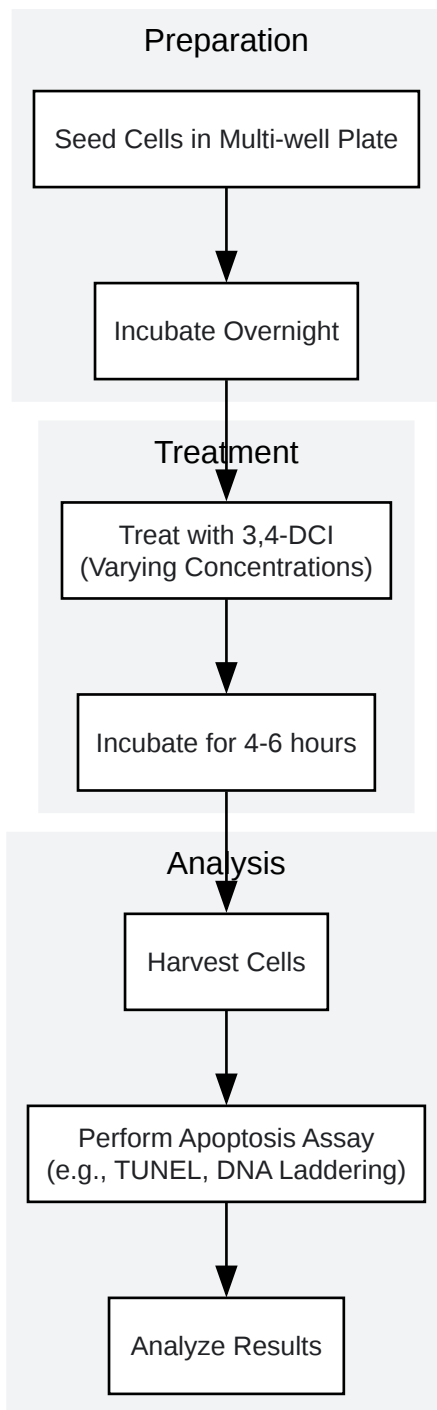 Preparation
Seed Cells in Multi-well Plate
Incubate Overnight
Treatment
Treat with 3,4-DCI
(Varying Concentrations)
Incubate for 4-6 hours
Analysis
Harvest Cells
Perform Apoptosis Assay
(e.g., TUNEL, DNA Laddering)
Analyze Results